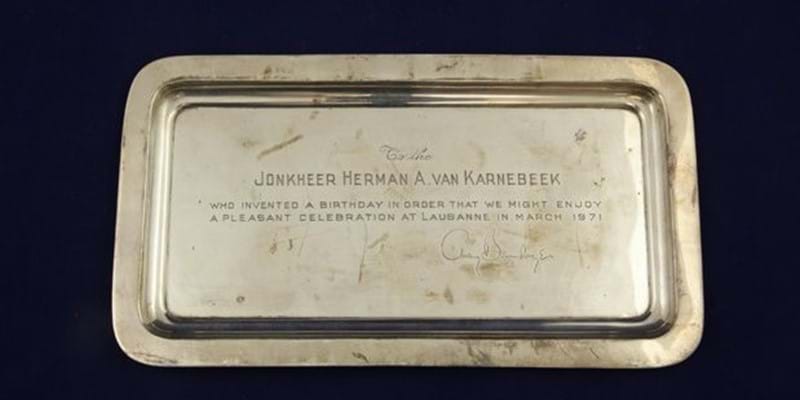 To the
JONKHEER HERMAN A. VAN KARNEBEEK
WHO INVENTED A BIRTHDAY IN ORDER THAT WE MIGHT ENJOY
A PLEASANT CELEBRATION AT LAUSANNE IN MARCH 1971